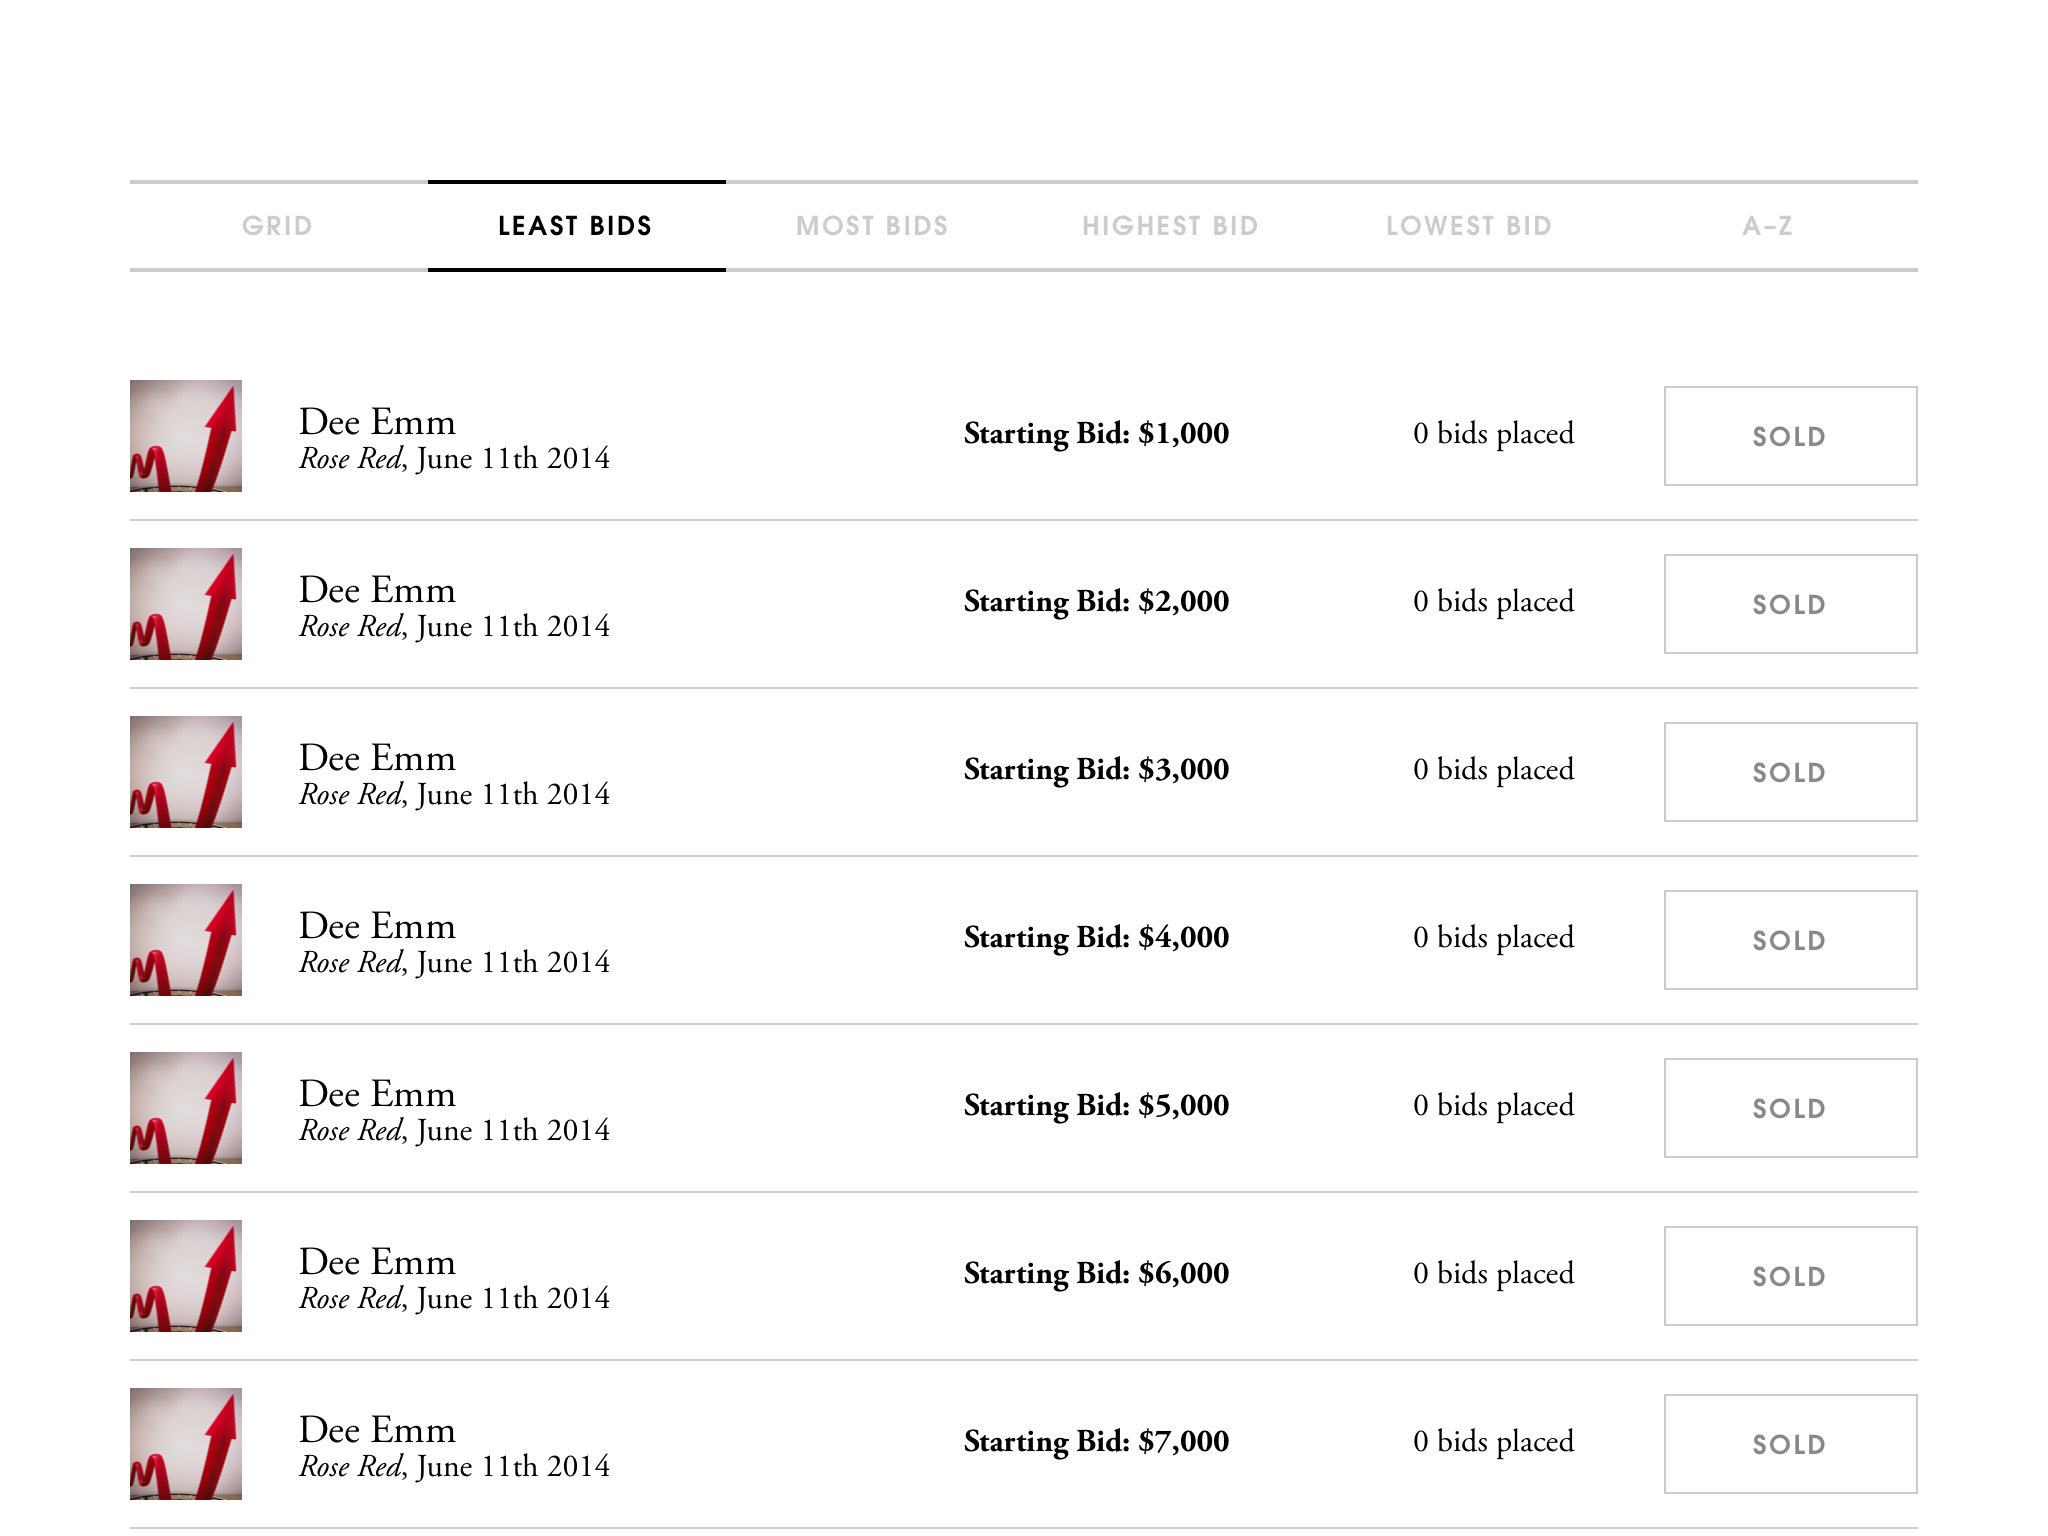 GRID LEAST BIDS MOST BIDS HIGHEST BID LOWEST BID A–Z
Dee Emm
Rose Red, June 11th 2014
Starting Bid: $1,000
0 bids placed
SOLD
Dee Emm
Rose Red, June 11th 2014
Starting Bid: $2,000
0 bids placed
SOLD
Dee Emm
Rose Red, June 11th 2014
Starting Bid: $3,000
0 bids placed
SOLD
Dee Emm
Rose Red, June 11th 2014
Starting Bid: $4,000
0 bids placed
SOLD
Dee Emm
Rose Red, June 11th 2014
Starting Bid: $5,000
0 bids placed
SOLD
Dee Emm
Rose Red, June 11th 2014
Starting Bid: $6,000
0 bids placed
SOLD
Dee Emm
Rose Red, June 11th 2014
Starting Bid: $7,000
0 bids placed
SOLD